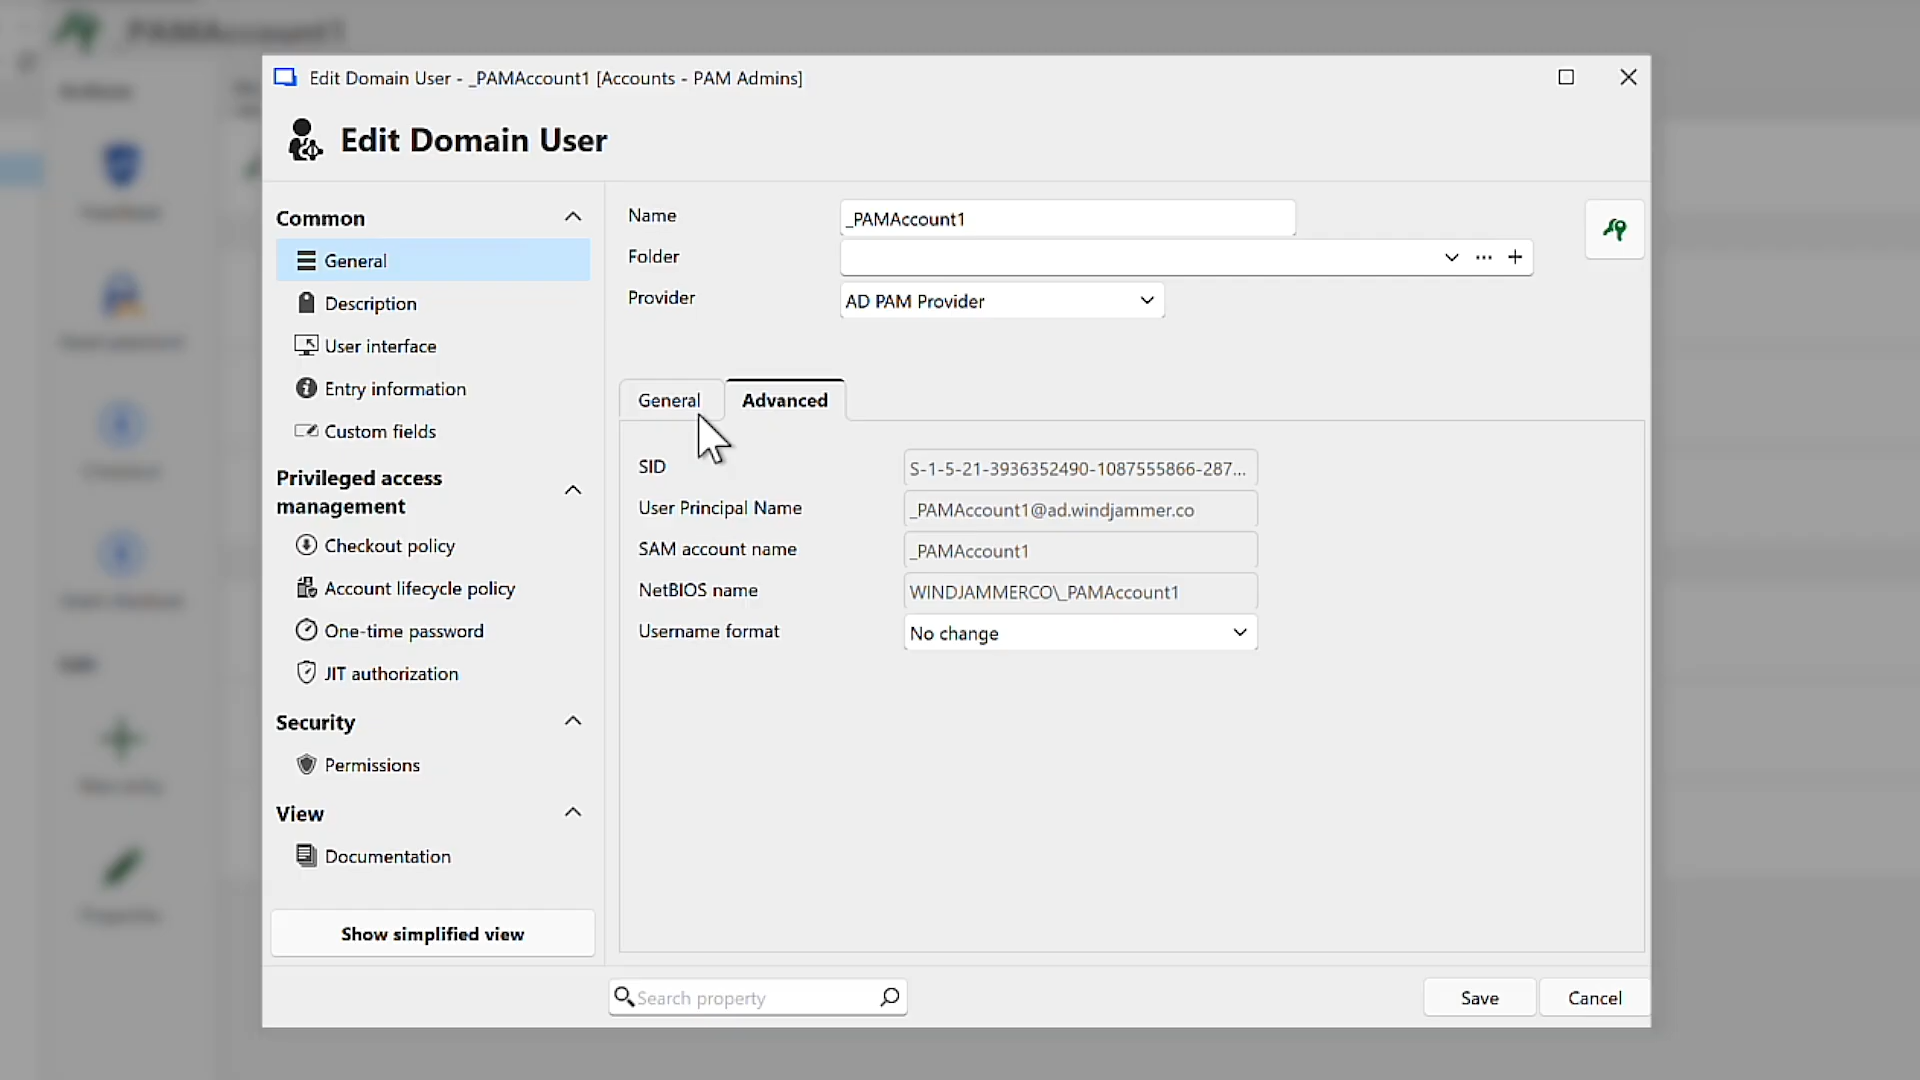 Edit Domain User - _PAMAccount1 [Accounts - PAM Admins]
Edit Domain User
Common
General
Description
User interface
Entry information
Custom fields
Privileged access
management
Checkout policy
Account lifecycle policy
One-time password
JIT authorization
Security
Permissions
View
Documentation
Show simplified view
Name
_PAMAccount1
Folder
Provider
AD PAM Provider
General
Advanced
SID
S-1-5-21-3936352490-1087555866-287...
User Principal Name
_PAMAccount1@ad.windjammer.co
SAM account name
_PAMAccount1
NetBIOS name
WINDJAMMERCO\_PAMAccount1
Username format
No change
Search property
Save
Cancel